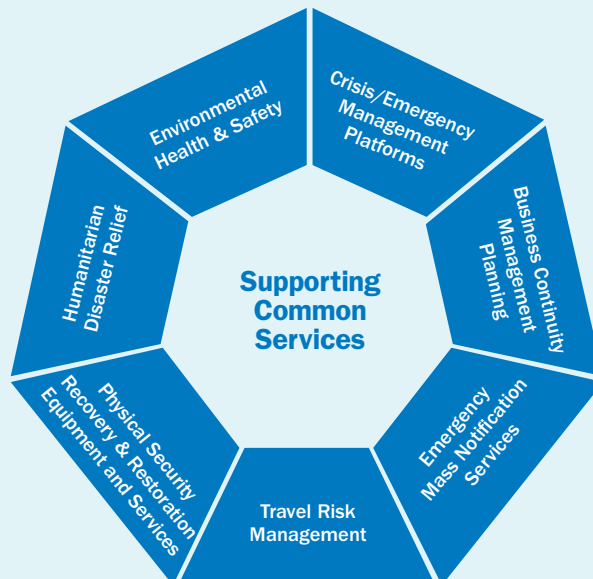 Environmental
Health & Safety
Crisis/Emergency
Management
Platforms
Business Continuity
Management
Planning
Emergency
Mass Notification
Services
Travel Risk
Management
Physical Security
Recovery & Restoration
Equipment and Services
Humanitarian
Disaster Relief
Supporting
Common
Services